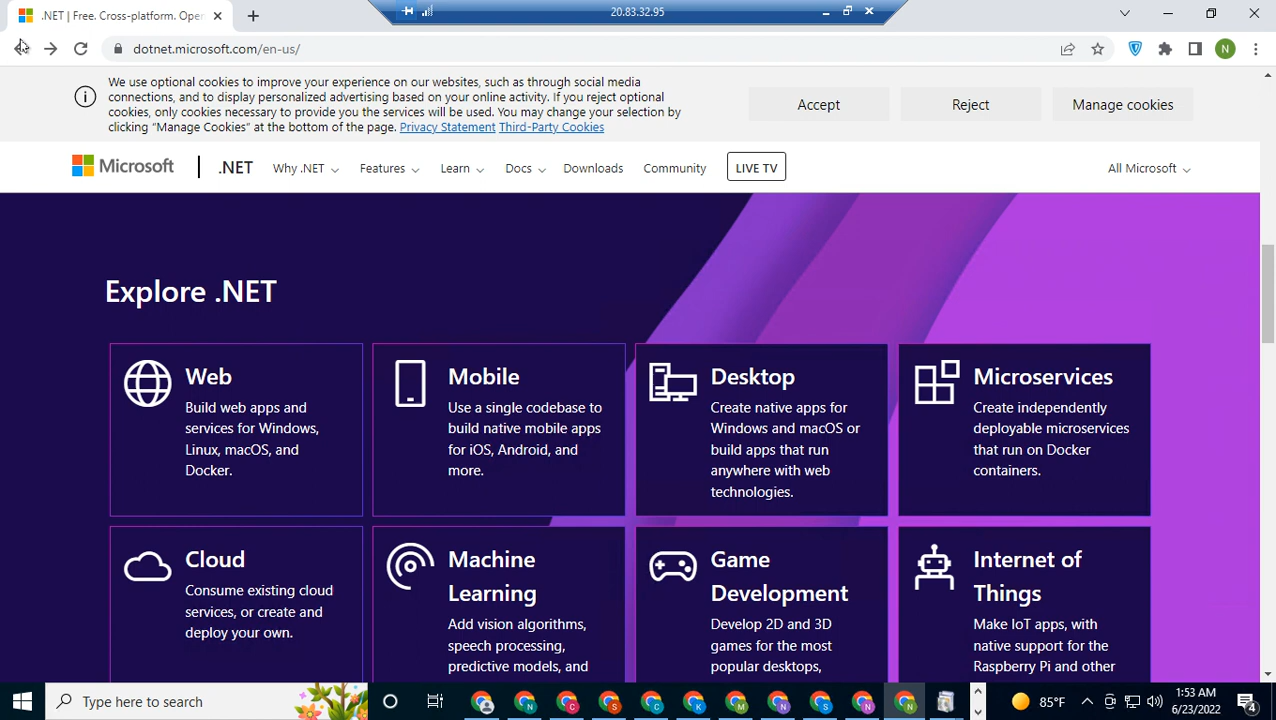 .NET | Free. Cross-platform. Oper
20.83.32.95
dotnet.microsoft.com/en-us/
N
We use optional cookies to improve your experience on our websites, such as through social media
connections, and to display personalized advertising based on your online activity. If you reject optional
cookies, only cookies necessary to provide you the services will be used. You may change your selection by
clicking "Manage Cookies" at the bottom of the page. Privacy Statement Third-Party Cookies
Accept
Reject
Manage cookies
Microsoft
.NET
Why .NET
Features
Learn
Docs
Downloads
Community
LIVE TV
All Microsoft
Explore .NET
Web
Build web apps and
services for Windows,
Linux, macOS, and
Docker.
Mobile
Use a single codebase to
build native mobile apps
for iOS, Android, and
more.
Desktop
Create native apps for
Windows and macOS or
build apps that run
anywhere with web
technologies.
Microservices
Create independently
deployable microservices
that run on Docker
containers.
Cloud
Consume existing cloud
services, or create and
deploy your own.
Machine
Learning
Add vision algorithms,
speech processing,
predictive models, and
Game
Development
Develop 2D and 3D
games for the most
popular desktops,
Internet of
Things
Make IoT apps, with
native support for the
Raspberry Pi and other
Type here to search
85°F
1:53 AM
6/23/2022
4